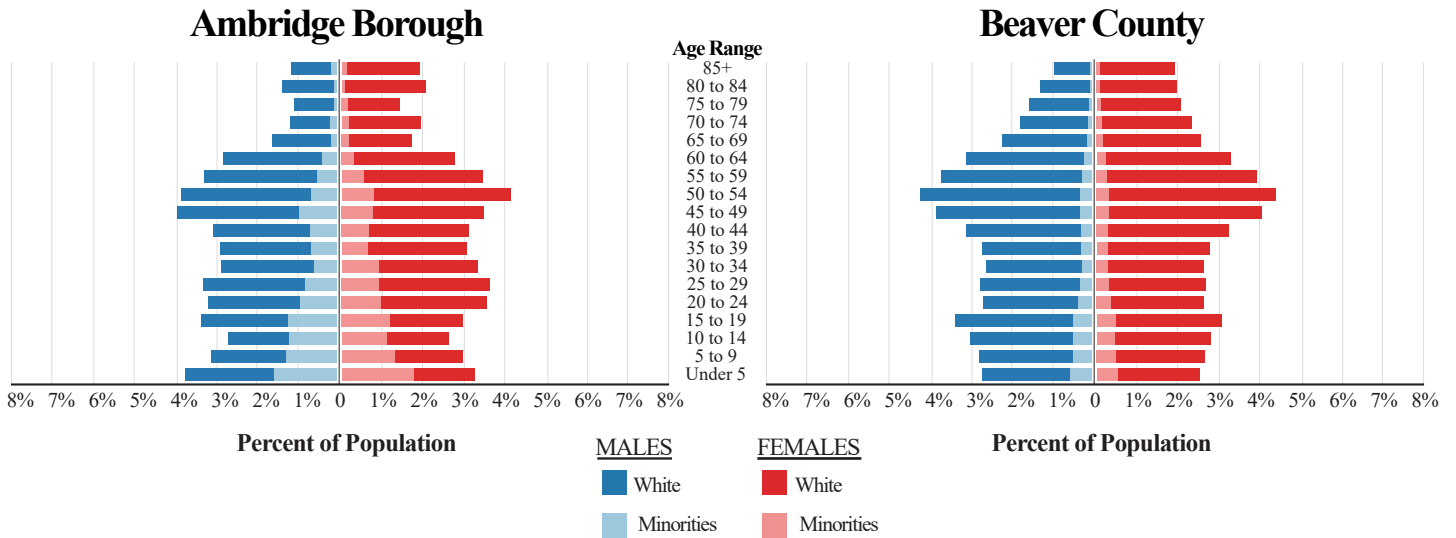 Ambridge Borough
Beaver County
Age Range
85+
80 to 84
75 to 79
70 to 74
65 to 69
60 to 64
55 to 59
50 to 54
45 to 49
40 to 44
35 to 39
30 to 34
25 to 29
20 to 24
15 to 19
10 to 14
5 to 9
Under 5
8% 7% 6% 5% 4% 3% 2% 1% 0 1% 2% 3% 4% 5% 6% 7% 8%
8% 7% 6% 5% 4% 3% 2% 1% 0 1% 2% 3% 4% 5% 6% 7% 8%
Percent of Population
Percent of Population
MALES
White
Minorities
FEMALES
White
Minorities